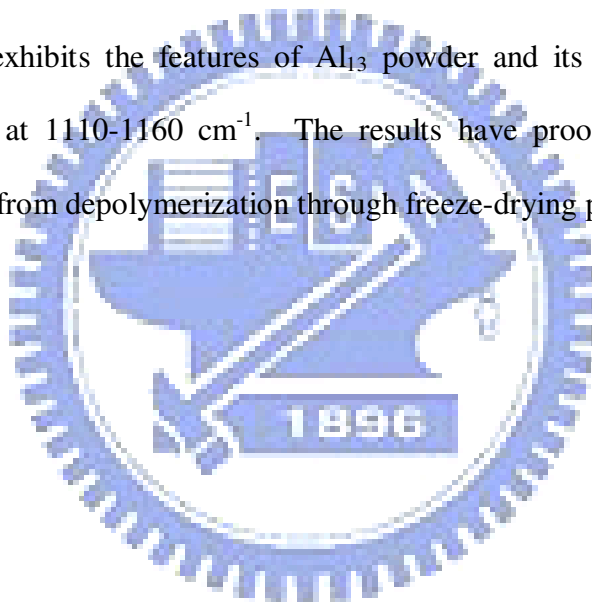 exhibits the features of Al₁₃ powder and its
at 1110-1160 cm⁻¹. The results have proo
from depolymerization through freeze-drying p
ES
1896